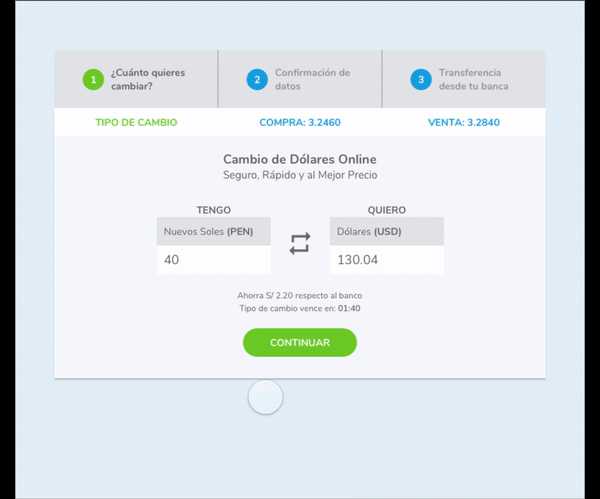 1 ¿Cuánto quieres cambiar?
2 Confirmación de datos
3 Transferencia desde tu banca
TIPO DE CAMBIO COMPRA: 3.2460 VENTA: 3.2840
Cambio de Dólares Online
Seguro, Rápido y al Mejor Precio
TENGO QUIERO
Nuevos Soles (PEN) Dólares (USD)
40 130.04
Ahorra S/ 2.20 respecto al banco
Tipo de cambio vence en: 01:40
CONTINUAR